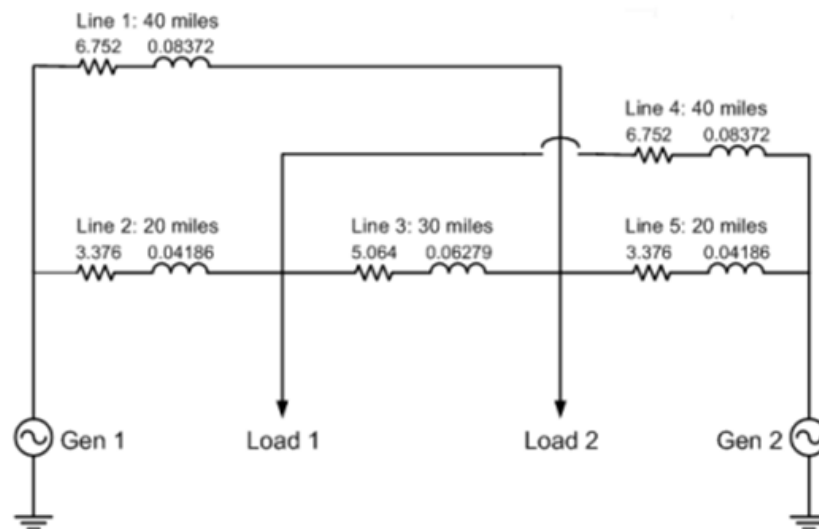 Line 1: 40 miles
6.752 0.08372
Line 4: 40 miles
6.752 0.08372
Line 2: 20 miles
3.376 0.04186
Line 3: 30 miles
5.064 0.06279
Line 5: 20 miles
3.376 0.04186
Gen 1
Load 1
Load 2
Gen 2